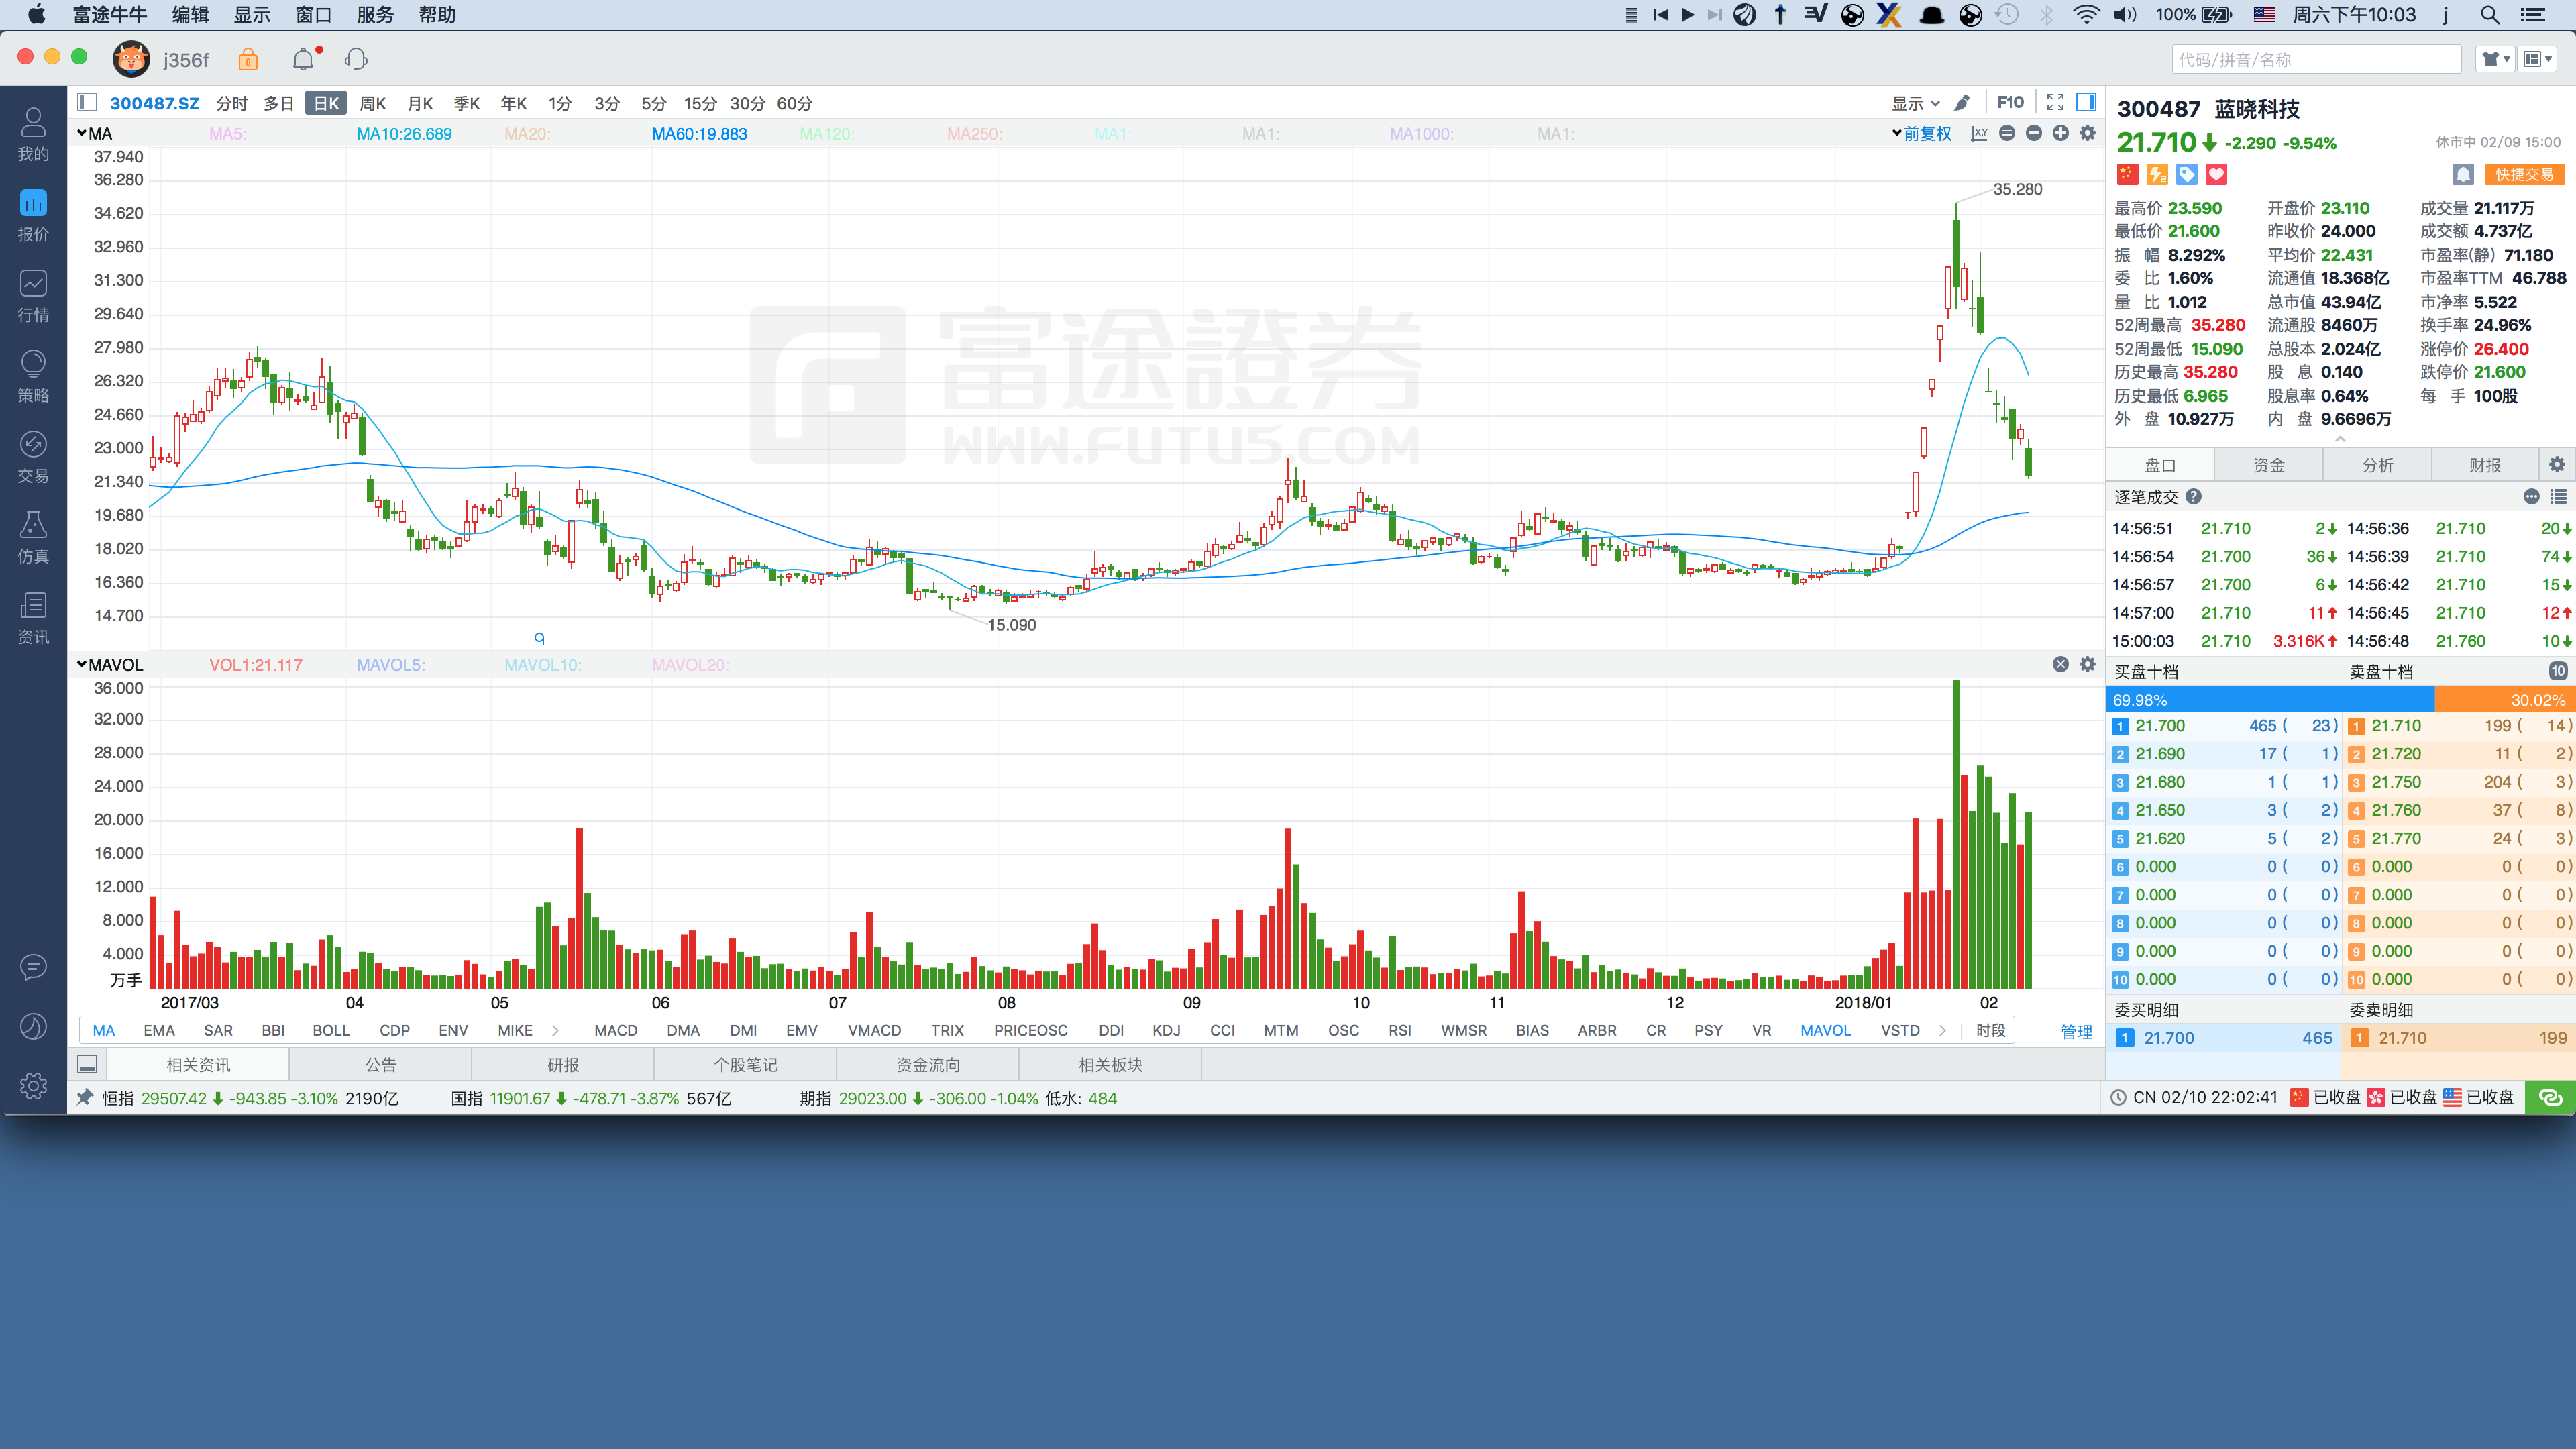 富途牛牛 编辑 显示 窗口 服务 帮助 100% 周六下午10:03 j
j356f 代码/拼音/名称
300487.SZ 分时 多日 日K 周K 月K 季K 年K 1分 3分 5分 15分 30分 60分 显示 F10
MA MA5: MA10:26.689 MA20: MA60:19.883 MA120: MA250: MA1: MA1: MA1000: MA1: 前复权
我的
报价
行情
策略
交易
仿真
资讯
37.940
36.280
34.620
32.960
31.300
29.640
27.980
26.320
24.660
23.000
21.340
19.680
18.020
16.360
14.700
35.280
15.090
富途證券
WWW.FUTU5.COM
q
MAVOL VOL1:21.117 MAVOL5: MAVOL10: MAVOL20:
36.000
32.000
28.000
24.000
20.000
16.000
12.000
8.000
4.000
万手
2017/03 04 05 06 07 08 09 10 11 12 2018/01 02
MA EMA SAR BBI BOLL CDP ENV MIKE MACD DMA DMI EMV VMACD TRIX PRICEOSC DDI KDJ CCI MTM OSC RSI WMSR BIAS ARBR CR PSY VR MAVOL VSTD 时段 管理
相关资讯 公告 研报 个股笔记 资金流向 相关板块
300487 蓝晓科技
21.710 -2.290 -9.54% 休市中 02/09 15:00
快捷交易
最高价 23.590 开盘价 23.110 成交量 21.117万
最低价 21.600 昨收价 24.000 成交额 4.737亿
振 幅 8.292% 平均价 22.431 市盈率(静) 71.180
委 比 1.60% 流通值 18.368亿 市盈率TTM 46.788
量 比 1.012 总市值 43.94亿 市净率 5.522
52周最高 35.280 流通股 8460万 换手率 24.96%
52周最低 15.090 总股本 2.024亿 涨停价 26.400
历史最高 35.280 股 息 0.140 跌停价 21.600
历史最低 6.965 股息率 0.64% 每 手 100股
外 盘 10.927万 内 盘 9.6696万
盘口 资金 分析 财报
逐笔成交
14:56:51 21.710 2 14:56:36 21.710 20
14:56:54 21.700 36 14:56:39 21.710 74
14:56:57 21.700 6 14:56:42 21.710 15
14:57:00 21.710 11 14:56:45 21.710 12
15:00:03 21.710 3.316K 14:56:48 21.760 10
买盘十档 卖盘十档 10
69.98% 30.02%
1 21.700 465 ( 23) 1 21.710 199 ( 14)
2 21.690 17 ( 1) 2 21.720 11 ( 2)
3 21.680 1 ( 1) 3 21.750 204 ( 3)
4 21.650 3 ( 2) 4 21.760 37 ( 8)
5 21.620 5 ( 2) 5 21.770 24 ( 3)
6 0.000 0 ( 0) 6 0.000 0 ( 0)
7 0.000 0 ( 0) 7 0.000 0 ( 0)
8 0.000 0 ( 0) 8 0.000 0 ( 0)
9 0.000 0 ( 0) 9 0.000 0 ( 0)
10 0.000 0 ( 0) 10 0.000 0 ( 0)
委买明细 委卖明细
1 21.700 465 1 21.710 199
恒指 29507.42 -943.85 -3.10% 2190亿 国指 11901.67 -478.71 -3.87% 567亿 期指 29023.00 -306.00 -1.04% 低水: 484 CN 02/10 22:02:41 已收盘 已收盘 已收盘